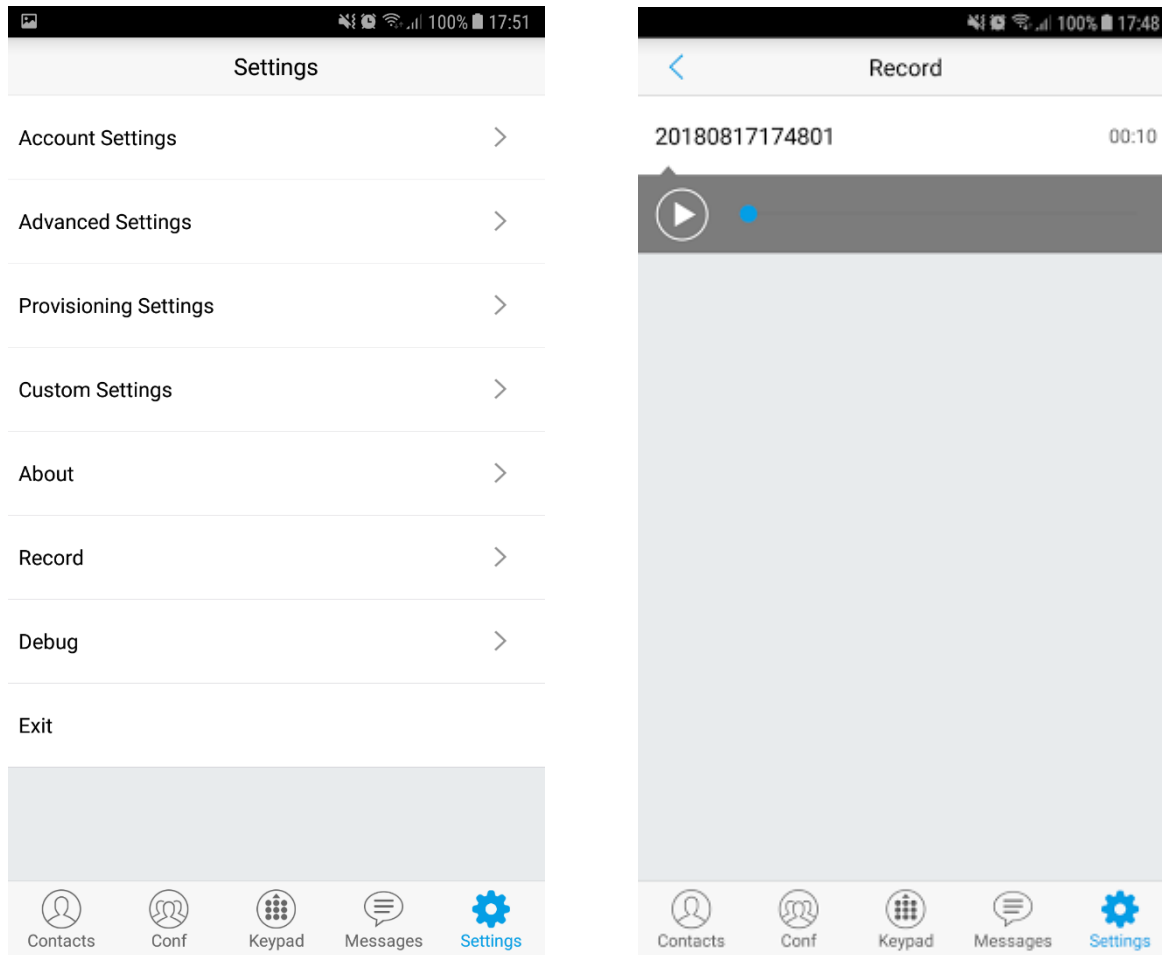 100% 17:51
Settings
Account Settings
Advanced Settings
Provisioning Settings
Custom Settings
About
Record
Debug
Exit
Contacts Conf Keypad Messages Settings
100% 17:48
Record
20180817174801 00:10
Contacts Conf Keypad Messages Settings